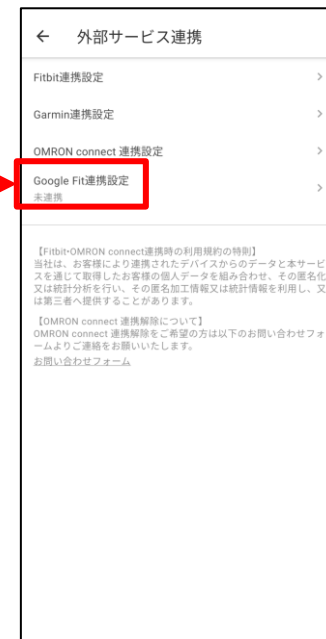 ← 外部サービス連携
Fitbit連携設定
Garmin連携設定
OMRON connect 連携設定
Google Fit連携設定
未連携
【Fitbit・OMRON connect連携時の利用規約の特則】
当社は、お客様により連携されたデバイスからのデータと本サービ
スを通じて取得したお客様の個人データを組み合わせ、その匿名化
又は統計分析を行い、その匿名加工情報又は統計情報を利用し、又
は第三者へ提供することがあります。
【OMRON connect 連携解除について】
OMRON connect 連携解除をご希望の方は以下のお問い合わせフォ
ームよりご連絡をお願いいたします。
お問い合わせフォーム